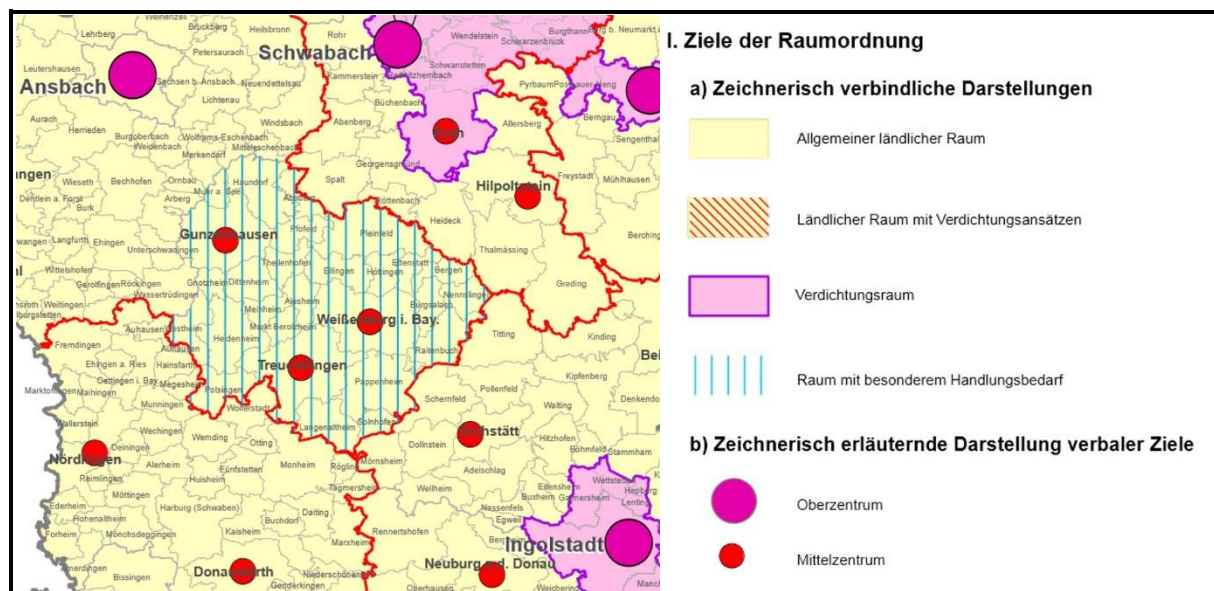 Weihenzell
Lehrberg
Bruckberg
Heilsbronn
Rohr
Wendelstein
Burgthann
Schwabach
Schwarzenbruck
Petersaurach
Leutershausen
Ansbach
Sachsen b. Ansbach
Neuendettelsau
Kammerstein
Schwanstetten
Pyrbaum
Lichtenau
Büchenbach
Aurach
Herrieden
Windsbach
Abenberg
Allersberg
Berngau
Burgoberbach
Wolframs-Eschenbach
Weidenbach
Mitteleschenbach
Merkendorf
Georgensgmünd
Sengenthal
Wieseth
Bechhofen
Ornbau
Haundorf
Spalt
Freystadt
Mühlhausen
Dentlein a. Forst
Arberg
Muhr a. See
Absberg
Röttenbach
Hilpoltstein
Burk
Heideck
Langfurth
Ehingen
Gunzenhausen
Pfofeld
Pleinfeld
Berching
Unterschwaningen
Thalmässing
Wittelshofen
Theilenhofen
Ellingen
Höttingen
Ettenstatt
Bergen
Gerolfingen
Röckingen
Gnotzheim
Dittenheim
Greding
Weiltingen
Wassertrüdingen
Alesheim
Nennslingen
Meinheim
Burgsalach
Auhausen
Westheim
Markt Berolzheim
Weißenburg i. Bay.
Titting
Kinding
Fremdingen
Heidenheim
Raitenbuch
Ehingen a. Ries
Hainsfarth
Treuchtlingen
Oettingen i. Bay.
Megesheim
Polsingen
Pappenheim
Kipfenberg
Marktoffingen
Maihingen
Pollenfeld
Denkendorf
Munningen
Wolferstadt
Schernfeld
Walting
Wallerstein
Wechingen
Langenaltheim
Solnhofen
Deiningen
Wemding
Otting
Dollnstein
Eichstätt
Hitzhofen
Nördlingen
Alerheim
Fünfstetten
Monheim
Rögling
Mörnsheim
Böhmfeld
Stammham
Reimlingen
Huisheim
Tagmersheim
Adelschlag
Wettstetten
Möttingen
Wellheim
Eitensheim
Hepberg
Buxheim
Gaimersheim
Lenting
Ederheim
Harburg (Schwaben)
Daiting
Nassenfels
Hohenaltheim
Buchdorf
Rennertshofen
Egweil
Forheim
Mönchsdeggingen
Kaisheim
Marxheim
Ingolstadt
Amerdingen
Bissingen
Donauwörth
Niederschönenfeld
Neuburg a.d. Donau
Genderkingen
Oberhausen
Weichering
I. Ziele der Raumordnung
a) Zeichnerisch verbindliche Darstellungen
Allgemeiner ländlicher Raum
Ländlicher Raum mit Verdichtungsansätzen
Verdichtungsraum
Raum mit besonderem Handlungsbedarf
b) Zeichnerisch erläuternde Darstellung verbaler Ziele
Oberzentrum
Mittelzentrum